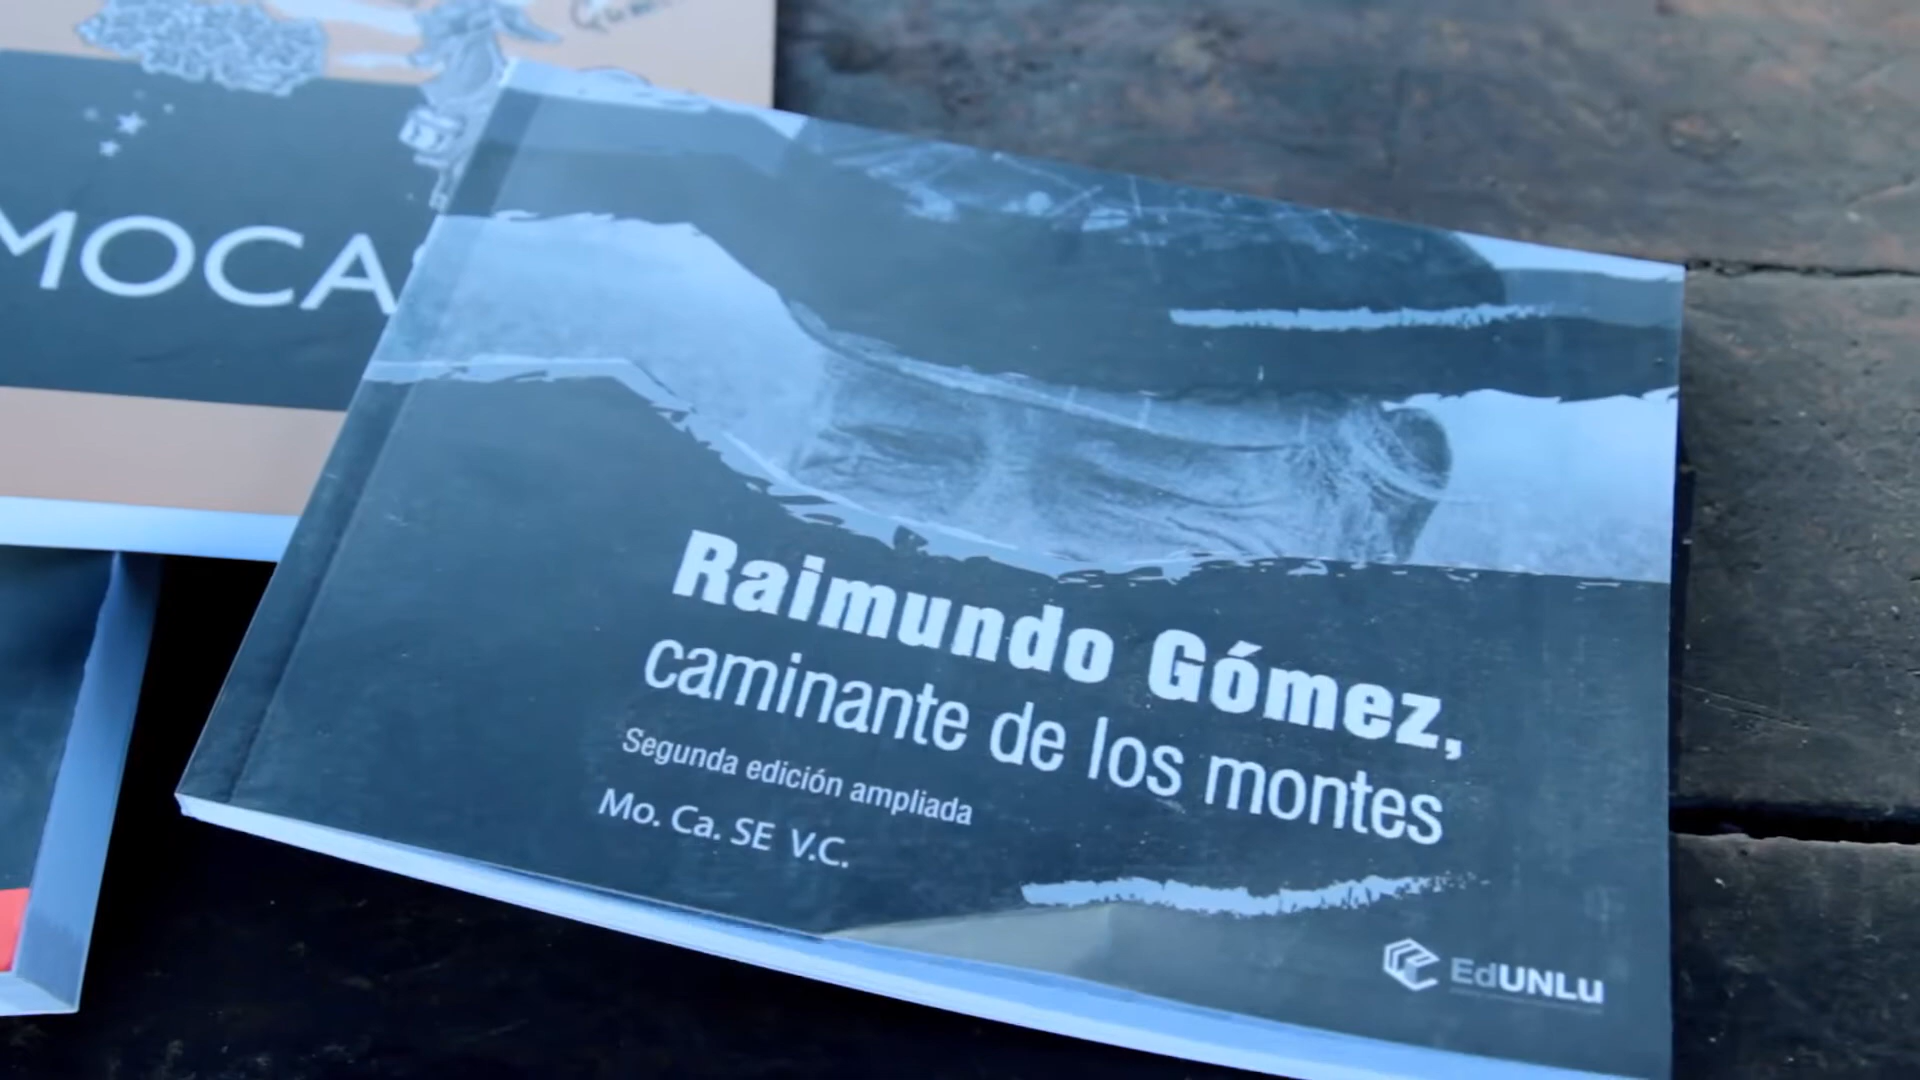 MOCA
Raimundo Gómez,
caminante de los montes
Segunda edición ampliada
Mo. Ca. SE V.C.
EdUNLu